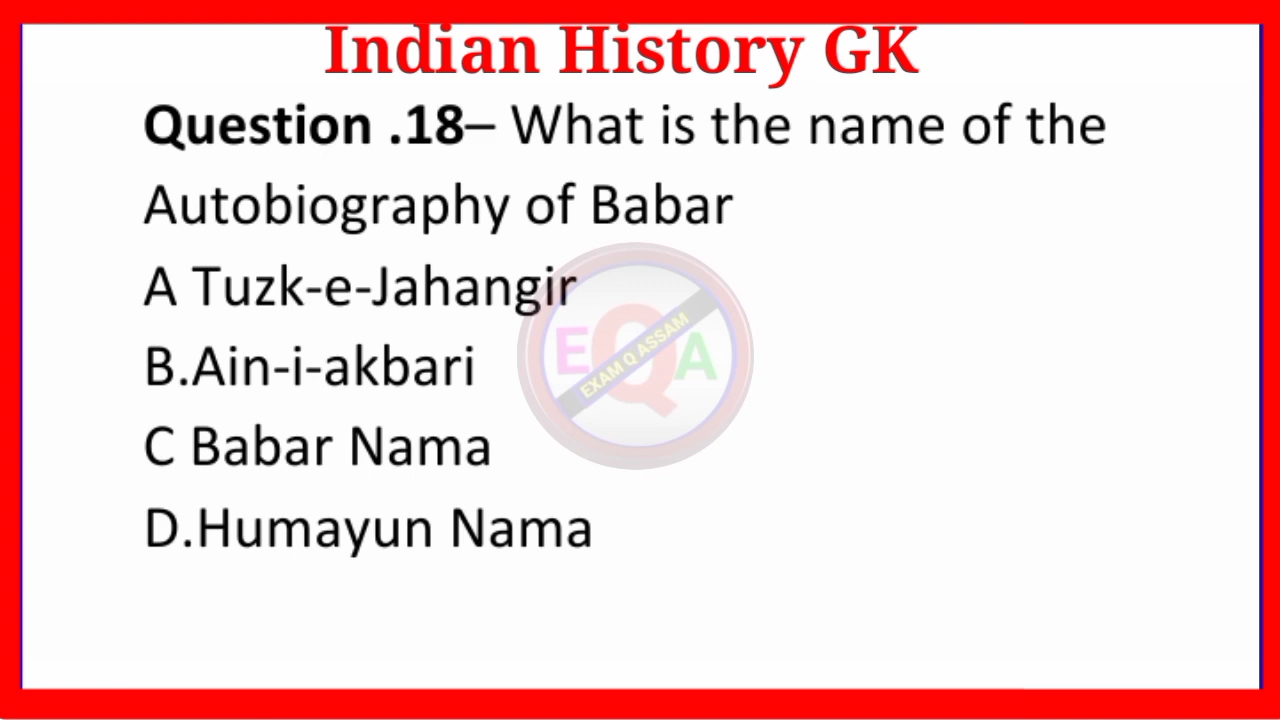 Indian History GK
Question .18– What is the name of the
Autobiography of Babar
A Tuzk-e-Jahangir
B.Ain-i-akbari
C Babar Nama
D.Humayun Nama
EQA
EXAM Q ASSAM